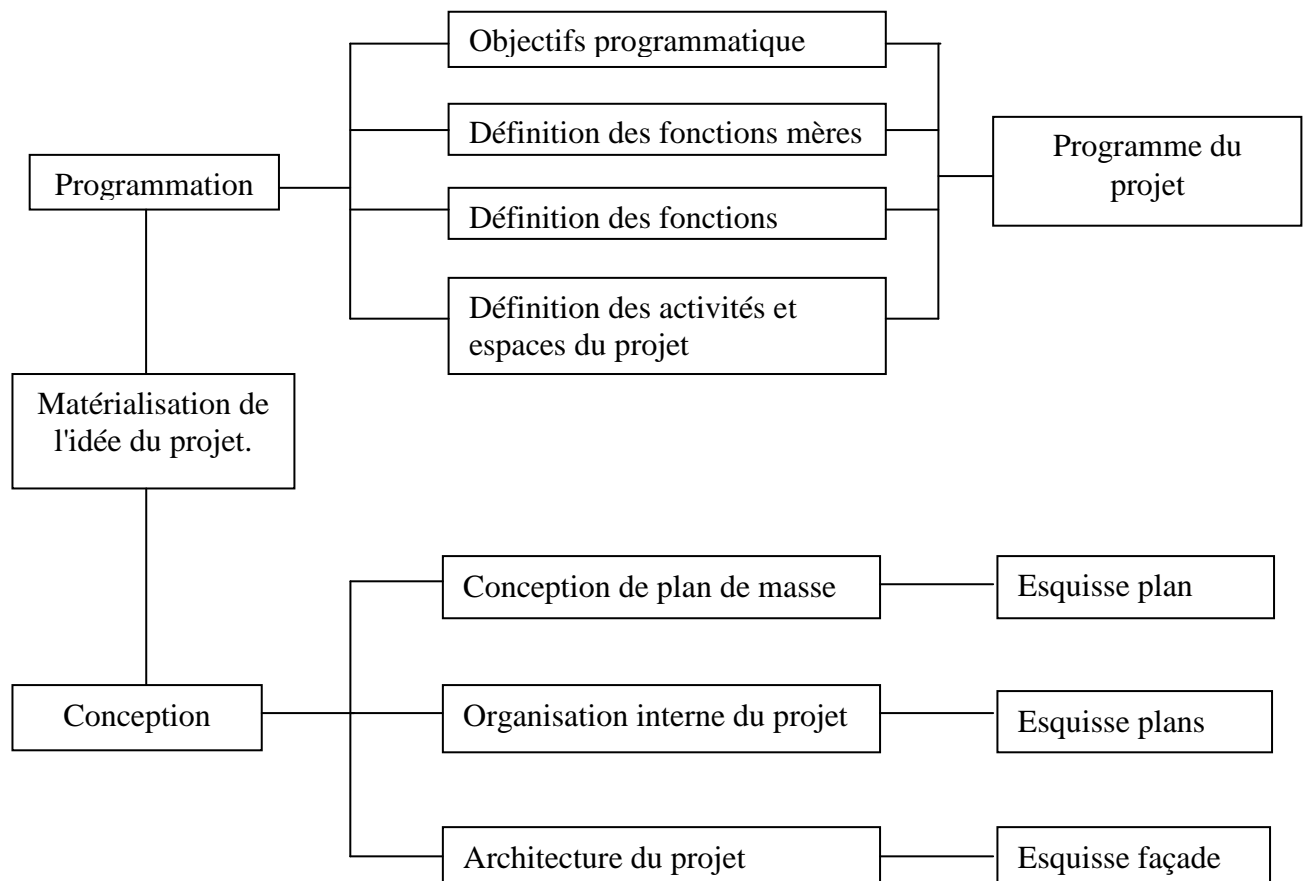 Objectifs programmatique
Définition des fonctions mères
Programme du
projet
Programmation
Définition des fonctions
Définition des activités et
espaces du projet
Matérialisation de
l'idée du projet.
Conception de plan de masse
Esquisse plan
Conception
Organisation interne du projet
Esquisse plans
Architecture du projet
Esquisse façade